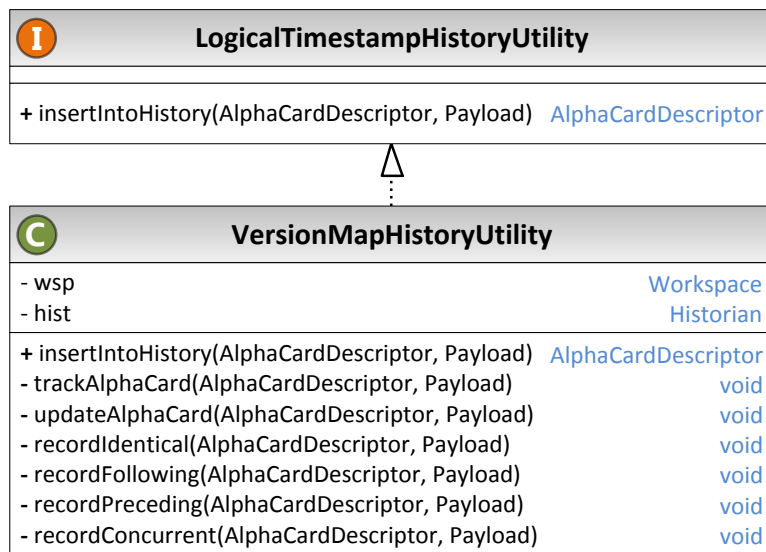 I LogicalTimestampHistoryUtility
+ insertIntoHistory(AlphaCardDescriptor, Payload) AlphaCardDescriptor
C VersionMapHistoryUtility
- wsp Workspace
- hist Historian
+ insertIntoHistory(AlphaCardDescriptor, Payload) AlphaCardDescriptor
- trackAlphaCard(AlphaCardDescriptor, Payload) void
- updateAlphaCard(AlphaCardDescriptor, Payload) void
- recordIdentical(AlphaCardDescriptor, Payload) void
- recordFollowing(AlphaCardDescriptor, Payload) void
- recordPreceding(AlphaCardDescriptor, Payload) void
- recordConcurrent(AlphaCardDescriptor, Payload) void